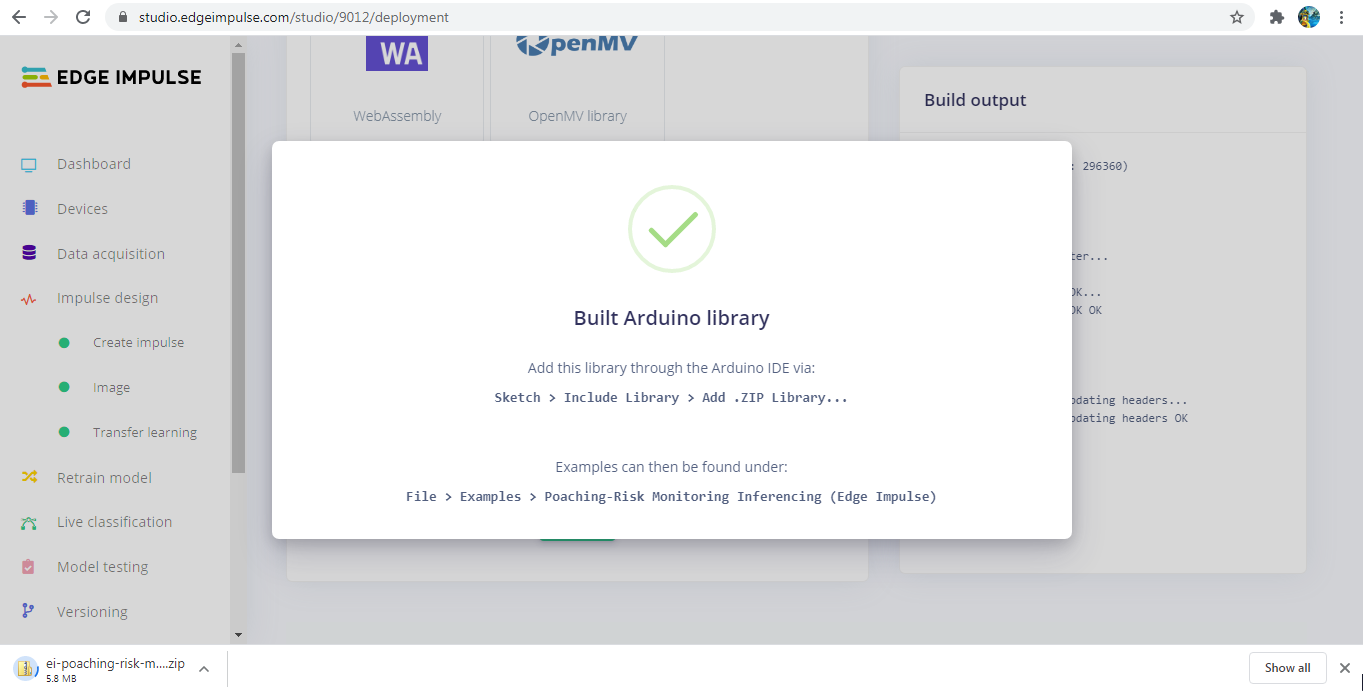 studio.edgeimpulse.com/studio/9012/deployment
EDGE IMPULSE
Dashboard
Devices
Data acquisition
Impulse design
Create impulse
Image
Transfer learning
Retrain model
Live classification
Model testing
Versioning
WA
OpenMV
WebAssembly
OpenMV library
Build output
: 296360)
ter...
OK...
OK OK
pdating headers...
pdating headers OK
Built Arduino library
Add this library through the Arduino IDE via:
Sketch > Include Library > Add .ZIP Library...
Examples can then be found under:
File > Examples > Poaching-Risk Monitoring Inferencing (Edge Impulse)
ei-poaching-risk-m....zip
5.8 MB
Show all